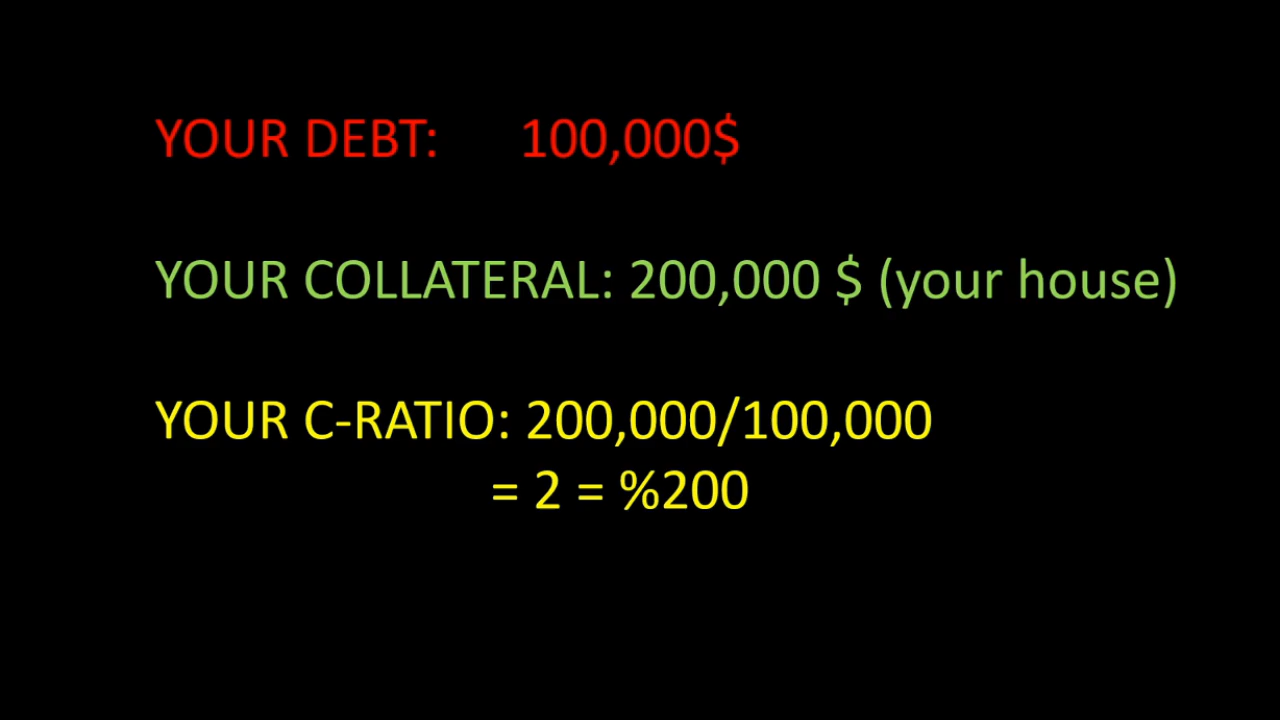 YOUR DEBT: 100,000$
YOUR COLLATERAL: 200,000 $ (your house)
YOUR C-RATIO: 200,000/100,000
= 2 = %200